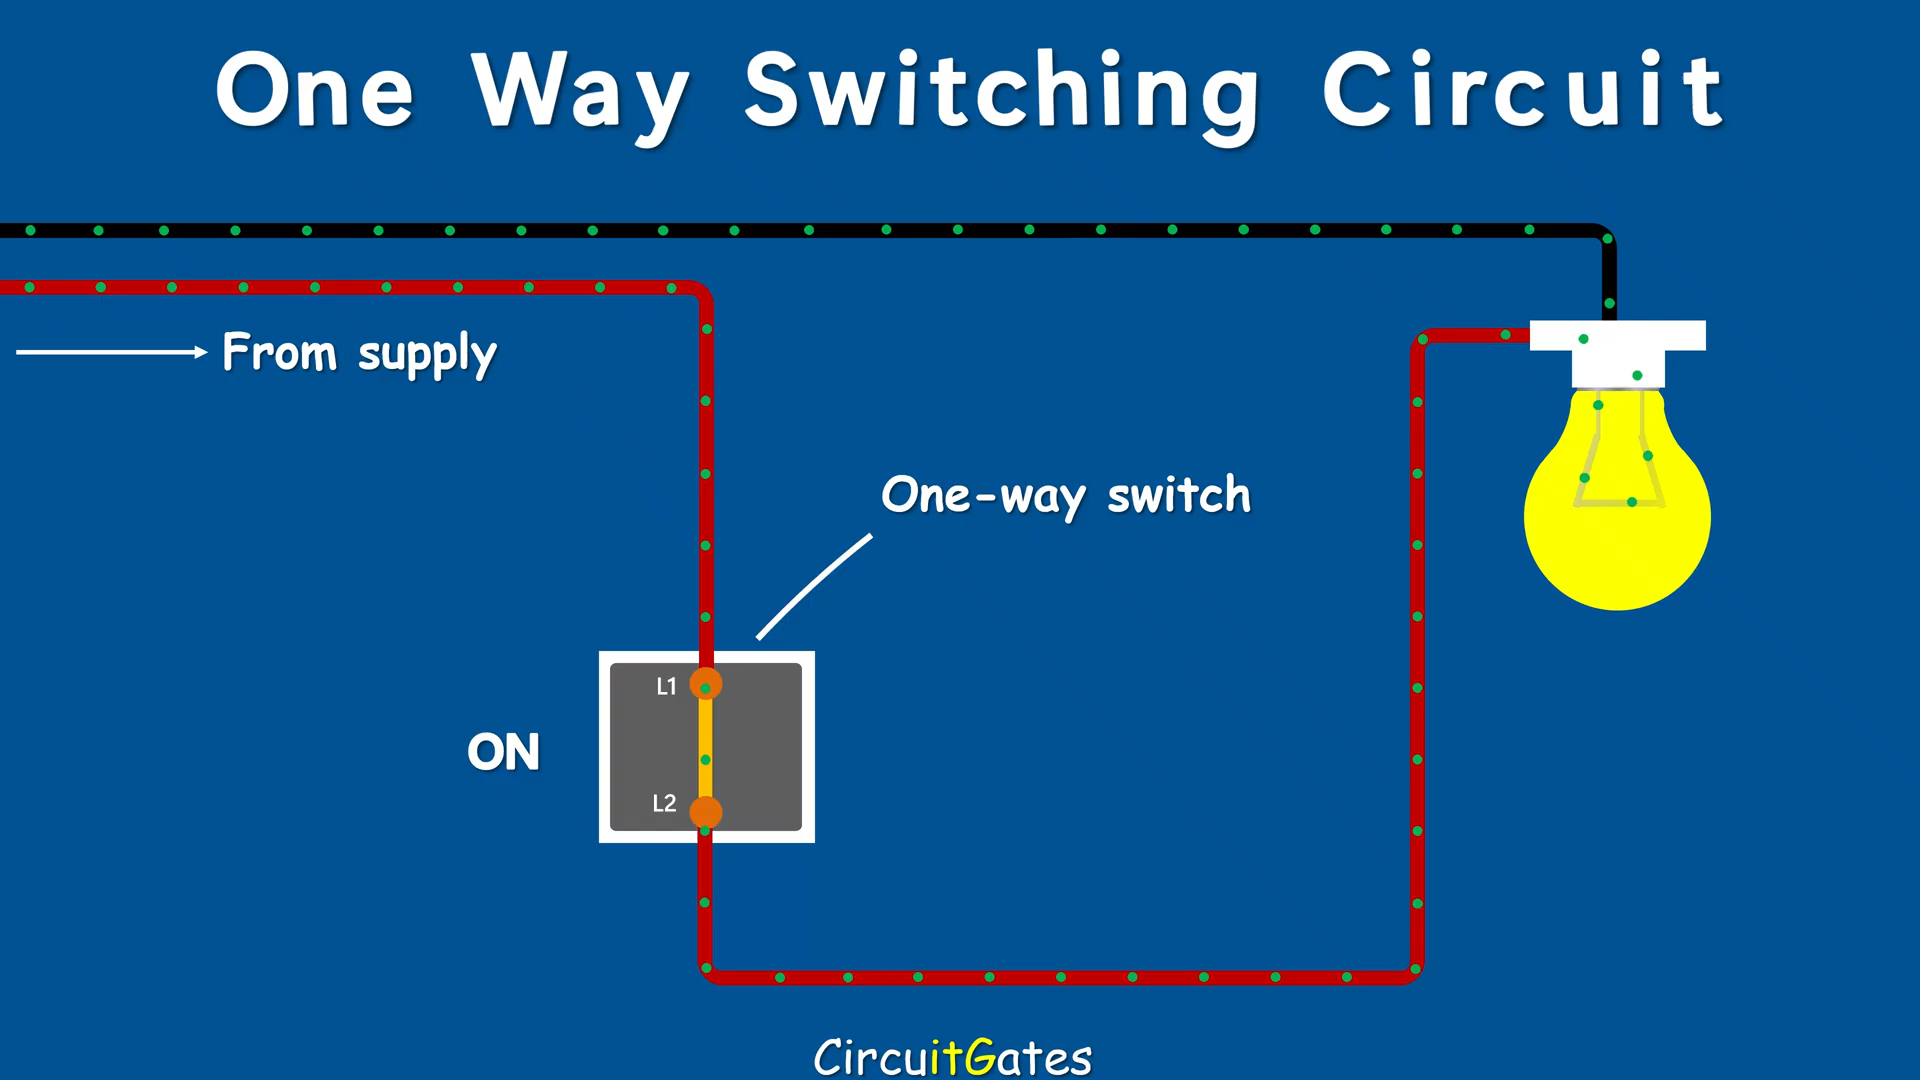 One Way Switching Circuit
From supply
One-way switch
L1
ON
L2
CircuitGates